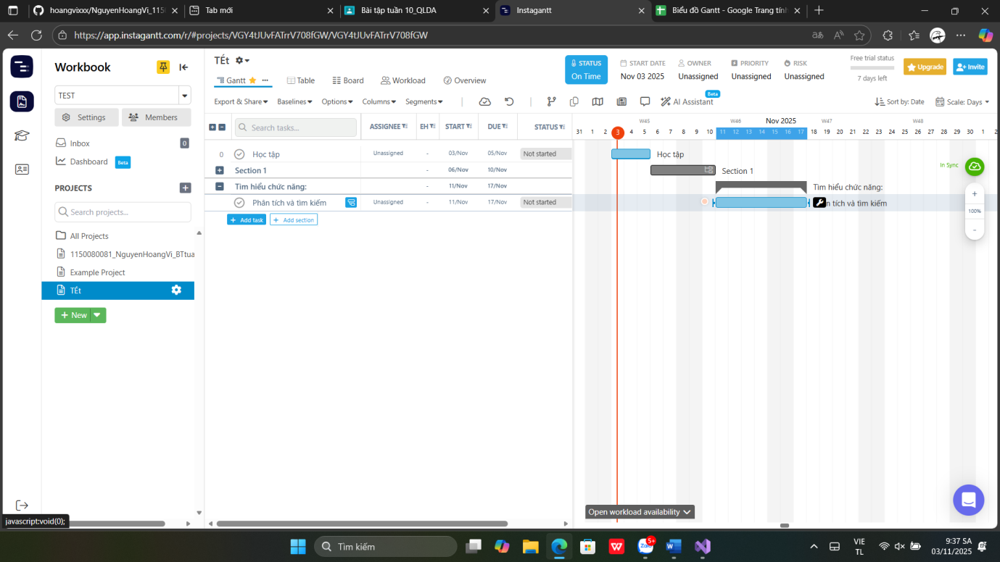 hoangvixxx/NguyenHoangVi_115
Tab mới
Bài tập tuần 10_QLDA
Instagantt
Biểu đồ Gantt - Google Trang tính
https://app.instagantt.com/r/#projects/VGY4tJUvFATrrV708fGW/VGY4tJUvFATrrV708fGW
Workbook
TEST
Settings
Members
Inbox
0
Dashboard
Beta
PROJECTS
Search projects...
All Projects
1150080081_NguyenHoangVi_BTtua
Example Project
TẾt
New
javascript:void(0);
TẾt
Gantt
Table
Board
Workload
Overview
STATUS
On Time
START DATE
Nov 03 2025
OWNER
Unassigned
PRIORITY
Unassigned
RISK
Unassigned
Free trial status
7 days left
Upgrade
Invite
Export & Share
Baselines
Options
Columns
Segments
AI Assistant
Beta
Sort by: Date
Scale: Days
Search tasks...
ASSIGNEE
EH
START
DUE
STATUS
W45
W46
Nov 2025
W47
W48
31 1 2 3 4 5 6 7 8 9 10 11 12 13 14 15 16 17 18 19 20 21 22 23 24 25 26 27 28 29 30 1 2
0 Học tập Unassigned - 03/Nov 05/Nov Not started
Section 1 - 06/Nov 10/Nov
Tìm hiểu chức năng: - 11/Nov 17/Nov
Phân tích và tìm kiếm Unassigned - 11/Nov 17/Nov Not started
Add task
Add section
Học tập
Section 1
Tìm hiểu chức năng:
n tích và tìm kiếm
In Sync
+
100%
-
Open workload availability
Tìm kiếm
5+
Zalo
VIE
TL
9:37 SA
03/11/2025